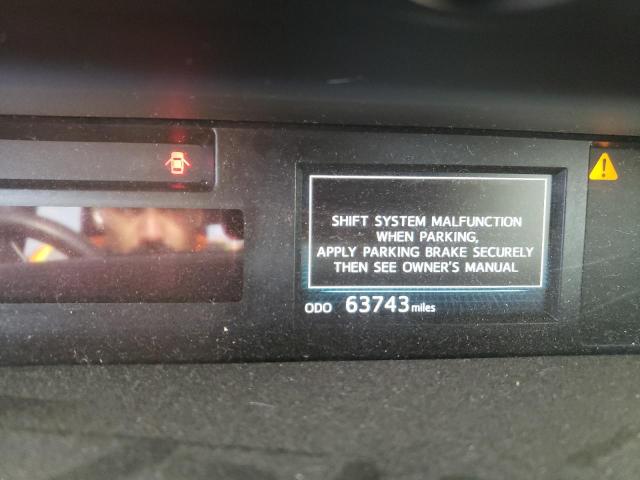 SHIFT SYSTEM MALFUNCTION
WHEN PARKING,
APPLY PARKING BRAKE SECURELY
THEN SEE OWNER'S MANUAL
ODO 63743 miles